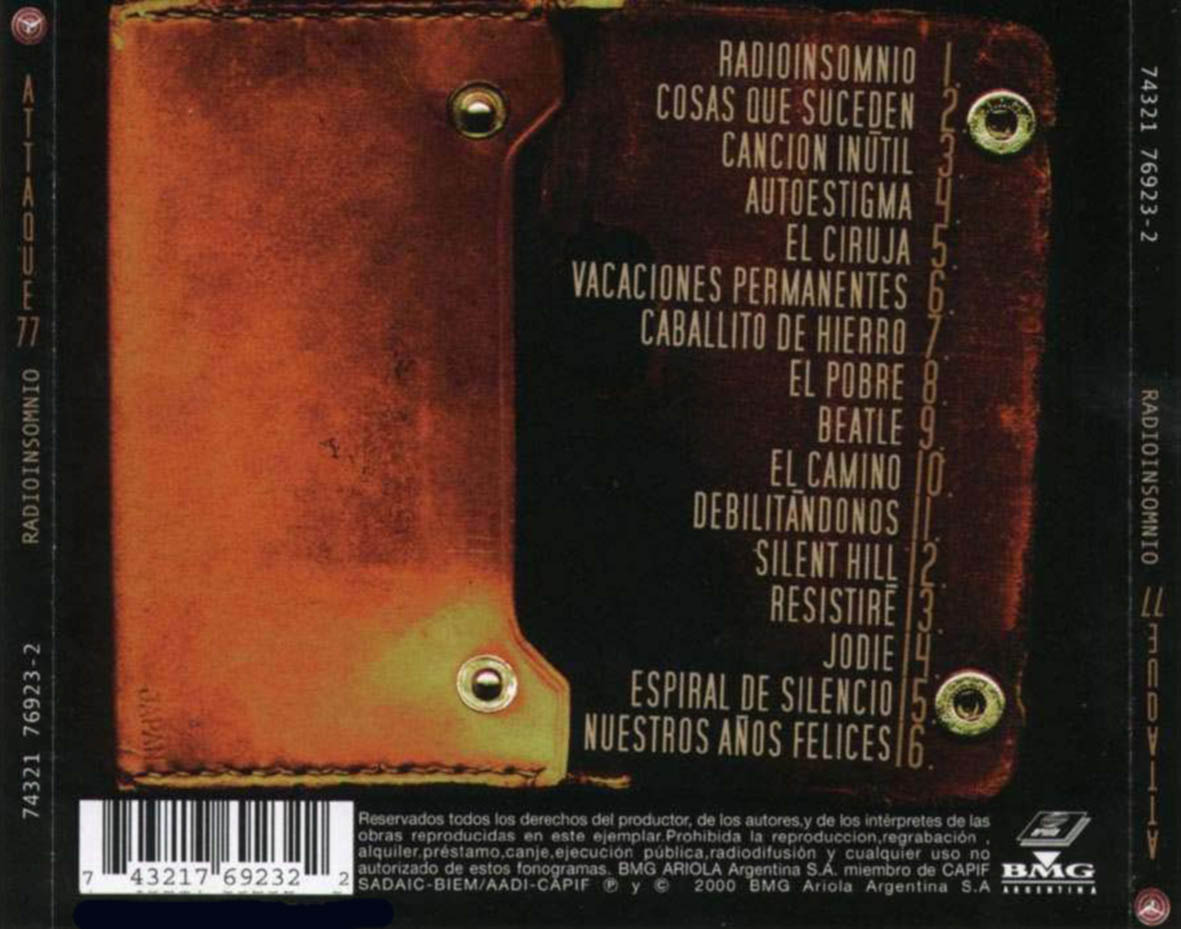 ATTAQUE 77 RADIOINSOMNIO 74321 76923-2
RADIOINSOMNIO 1.
COSAS QUE SUCEDEN 2.
CANCION INÚTIL 3.
AUTOESTIGMA 4.
EL CIRUJA 5.
VACACIONES PERMANENTES 6.
CABALLITO DE HIERRO 7.
EL POBRE 8.
BEATLE 9.
EL CAMINO 10.
DEBILITÁNDONOS 11.
SILENT HILL 12.
RESISTIRÉ 13.
JODIE 14.
ESPIRAL DE SILENCIO 15.
NUESTROS AÑOS FELICES 16.
JAPAN
7 43217 69232 2
Reservados todos los derechos del productor, de los autores,y de los intérpretes de las
obras reproducidas en este ejemplar.Prohibida la reproduccion,regrabación ,
alquiler,préstamo,canje,ejecución pública,radiodifusión y cualquier uso no
autorizado de estos fonogramas. BMG ARIOLA Argentina S.A. miembro de CAPIF
SADAIC-BIEM/AADI-CAPIF ℗ y © 2000 BMG Ariola Argentina S.A
BMG
ARGENTINA
74321 76923-2 RADIOINSOMNIO ATTAQUE 77